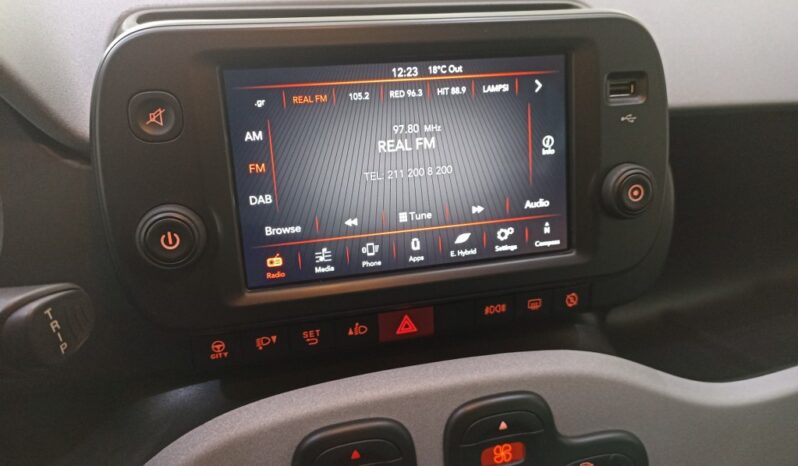 12:23 18°C Out
.gr REAL FM 105.2 RED 96.3 HIT 88.9 LAMPSI
AM
97.80 MHz
REAL FM
FM
TEL: 211 200 8 200
Info
DAB
Browse Tune Audio
Radio Media Phone Apps E. Hybrid Settings Compass
N
TRIP
CITY
SET